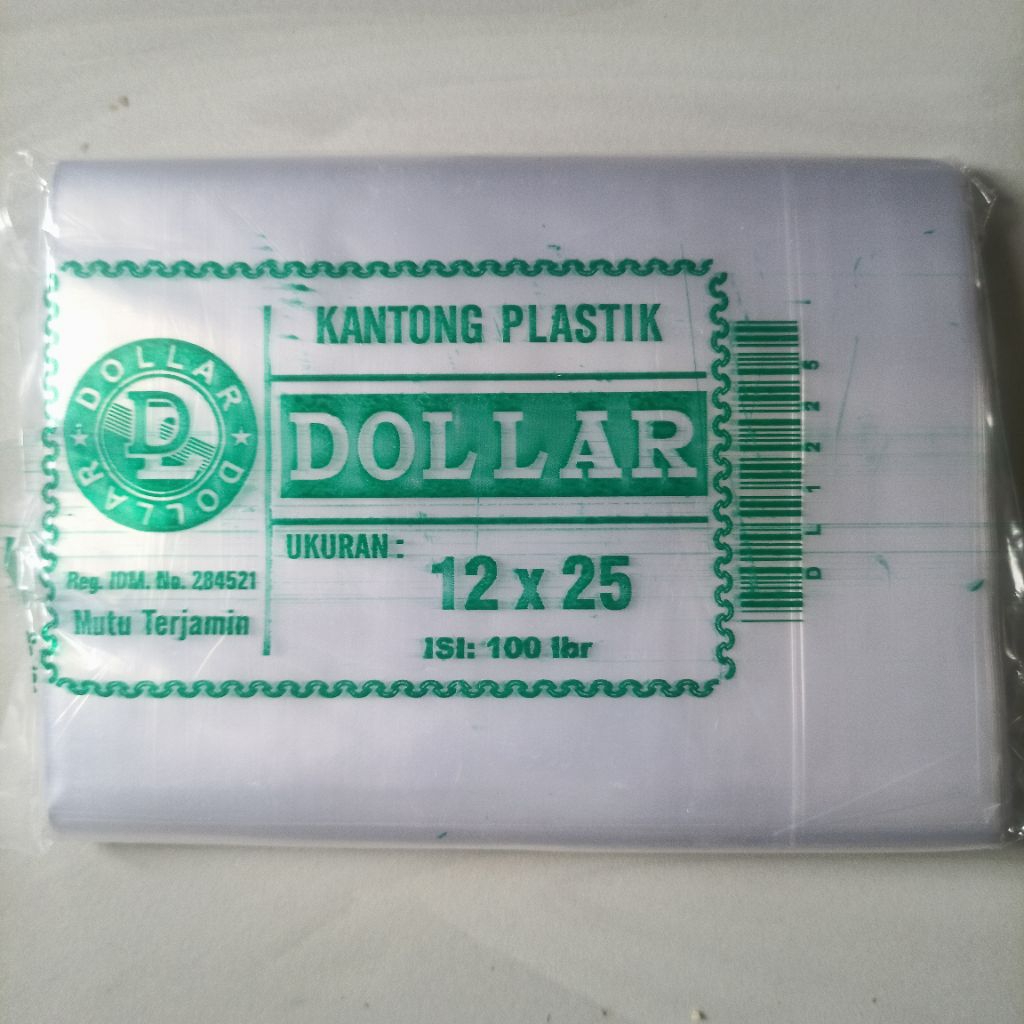 KANTONG PLASTIK
DOLLAR
DOLLAR
DL
DOLLAR
UKURAN :
12 x 25
ISI: 100 lbr
Reg. IDM. No. 284521
Mutu Terjamin
DL1225